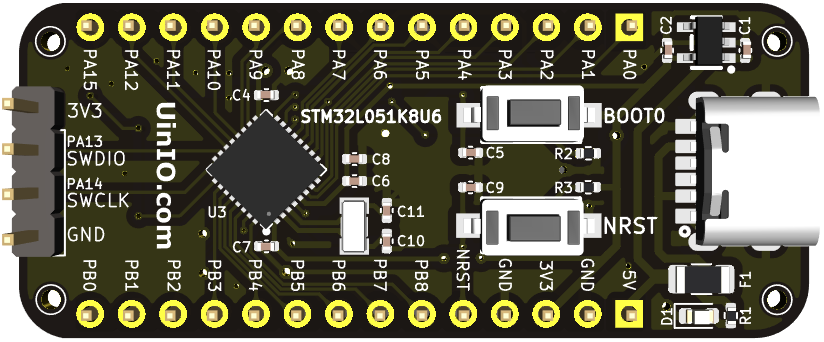 PA15
PA12
PA11
PA10
PA9
PA8
PA7
PA6
PA5
PA4
PA3
PA2
PA1
PA0
C2
C1
3V3
PA13
SWDIO
PA14
SWCLK
GND
UinIO.com
C4
STM32L051K8U6
BOOT0
C8
C6
C5
R2
C9
R3
U3
C11
C10
C7
NRST
PB0
PB1
PB2
PB3
PB4
PB5
PB6
PB7
PB8
NRST
GND
3V3
GND
5V
F1
D1
R1